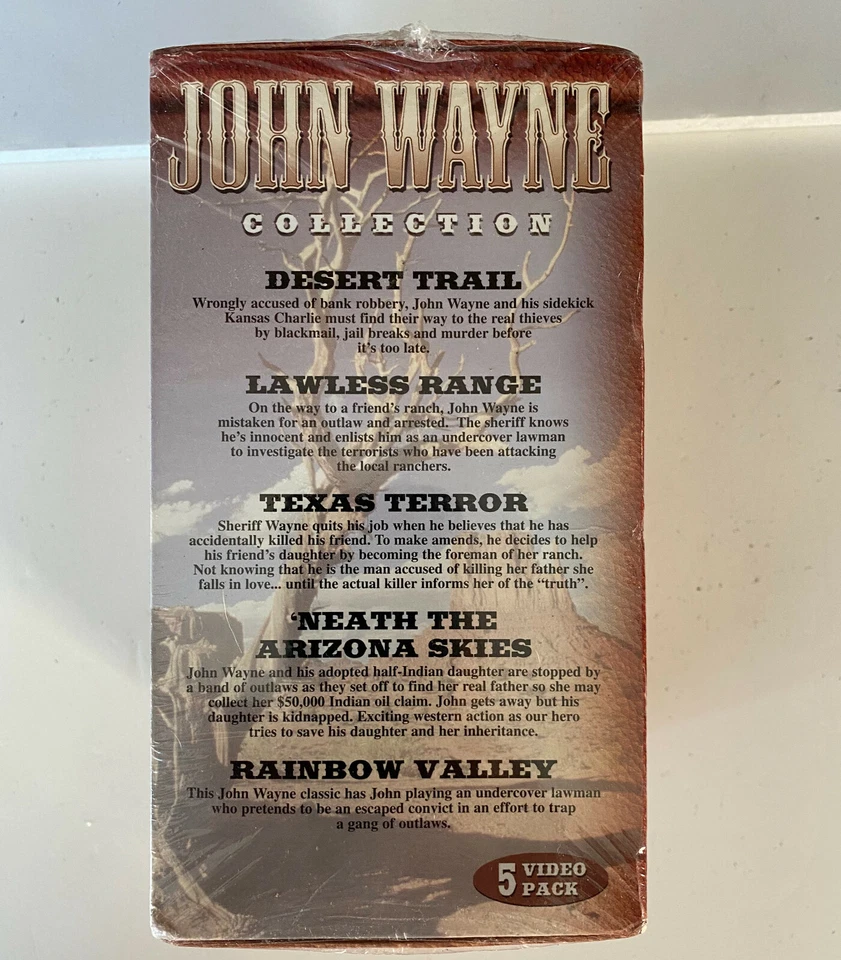 JOHN WAYNE
COLLECTION
DESERT TRAIL
Wrongly accused of bank robbery, John Wayne and his sidekick
Kansas Charlie must find their way to the real thieves
by blackmail, jail breaks and murder before
it's too late.
LAWLESS RANGE
On the way to a friend's ranch, John Wayne is
mistaken for an outlaw and arrested. The sheriff knows
he's innocent and enlists him as an undercover lawman
to investigate the terrorists who have been attacking
the local ranchers.
TEXAS TERROR
Sheriff Wayne quits his job when he believes that he has
accidentally killed his friend. To make amends, he decides to help
his friend's daughter by becoming the foreman of her ranch.
Not knowing that he is the man accused of killing her father she
falls in love... until the actual killer informs her of the “truth”.
‘NEATH THE
ARIZONA SKIES
John Wayne and his adopted half-Indian daughter are stopped by
a band of outlaws as they set off to find her real father so she may
collect her $50,000 Indian oil claim. John gets away but his
daughter is kidnapped. Exciting western action as our hero
tries to save his daughter and her inheritance.
RAINBOW VALLEY
This John Wayne classic has John playing an undercover lawman
who pretends to be an escaped convict in an effort to trap
a gang of outlaws.
5 VIDEO
PACK